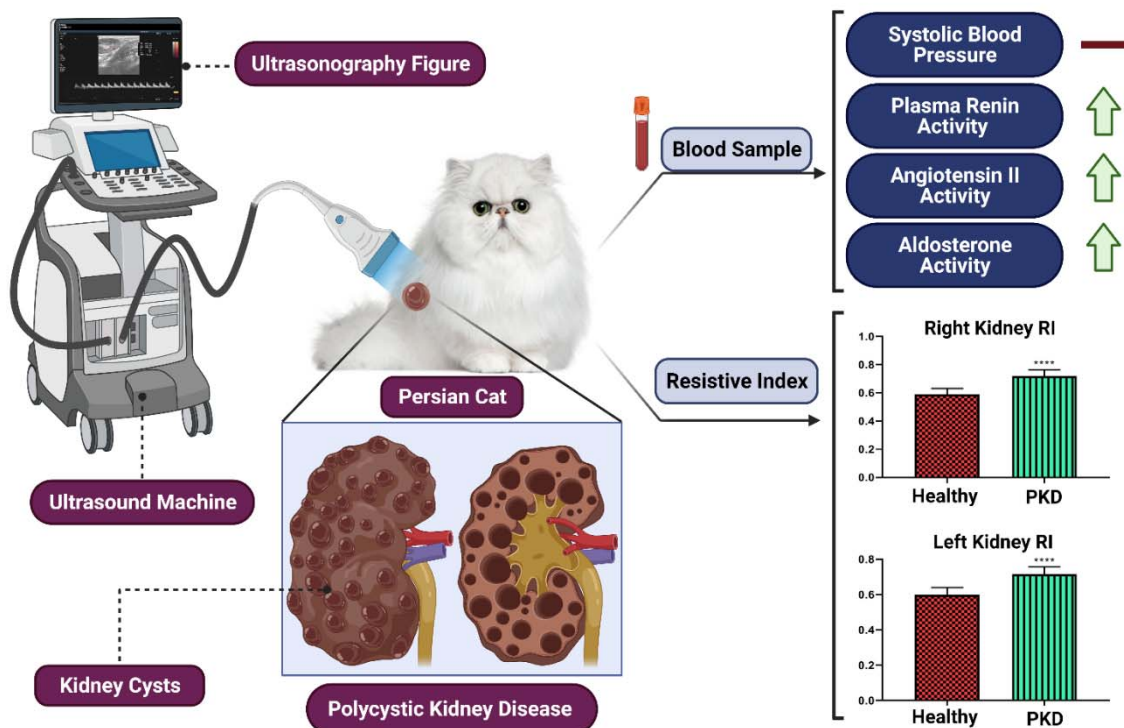 Ultrasonography Figure
Ultrasound Machine
Kidney Cysts
Persian Cat
Polycystic Kidney Disease
Blood Sample
Resistive Index
Systolic Blood
Pressure
Plasma Renin
Activity
Angiotensin II
Activity
Aldosterone
Activity
Right Kidney RI
1.0
0.8
0.6
0.4
0.2
0.0
****
Healthy
PKD
Left Kidney RI
0.8
0.6
0.4
0.2
0.0
****
Healthy
PKD